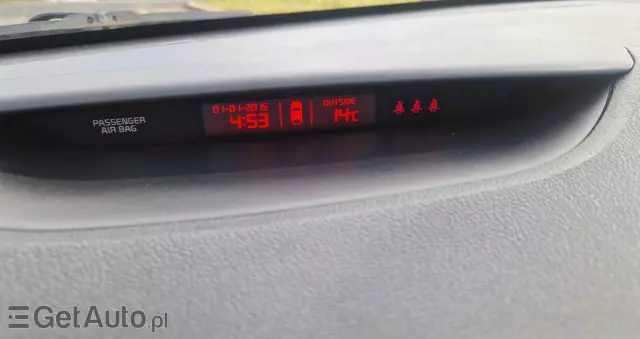 PASSENGER
AIR BAG
01-01-2015
4:53
OUTSIDE
14°C
GetAuto.pl